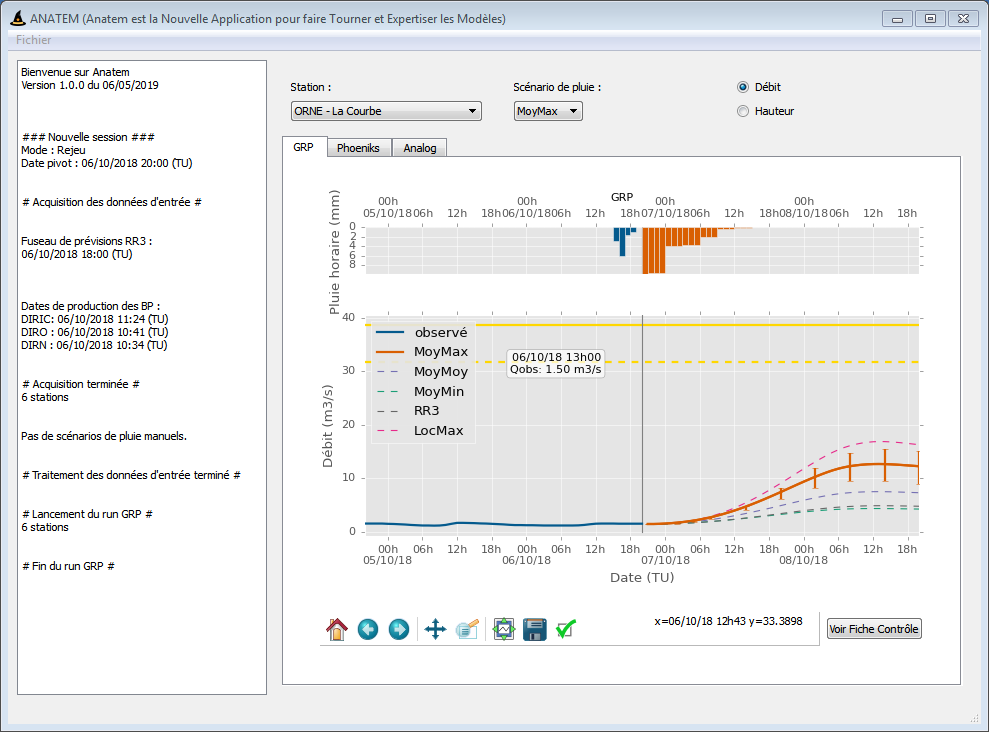 ANATEM (Anatem est la Nouvelle Application pour faire Tourner et Expertiser les Modèles)
Fichier
Bienvenue sur Anatem
Version 1.0.0 du 06/05/2019
### Nouvelle session ###
Mode : Rejeu
Date pivot : 06/10/2018 20:00 (TU)
# Acquisition des données d'entrée #
Fuseau de prévisions RR3 :
06/10/2018 18:00 (TU)
Dates de production des BP :
DIRIC: 06/10/2018 11:24 (TU)
DIRO : 06/10/2018 10:41 (TU)
DIRN : 06/10/2018 10:34 (TU)
# Acquisition terminée #
6 stations
Pas de scénarios de pluie manuels.
# Traitement des données d'entrée terminé #
# Lancement du run GRP #
6 stations
# Fin du run GRP #
Station :
Scénario de pluie :
ORNE - La Courbe
MoyMax
Débit
Hauteur
GRP
Phoeniks
Analog
GRP
00h 00h 00h 00h
05/10/18 06h 12h 18h 06/10/18 06h 12h 18h 07/10/18 06h 12h 18h 08/10/18 06h 12h 18h
Pluie horaire (mm)
0
2
4
6
8
Débit (m3/s)
40
30
20
10
0
observé
MoyMax
MoyMoy
MoyMin
RR3
LocMax
06/10/18 13h00
Qobs: 1.50 m3/s
00h 06h 12h 18h 00h 06h 12h 18h 00h 06h 12h 18h 00h 06h 12h 18h
05/10/18 06/10/18 07/10/18 08/10/18
Date (TU)
x=06/10/18 12h43 y=33.3898
Voir Fiche Contrôle